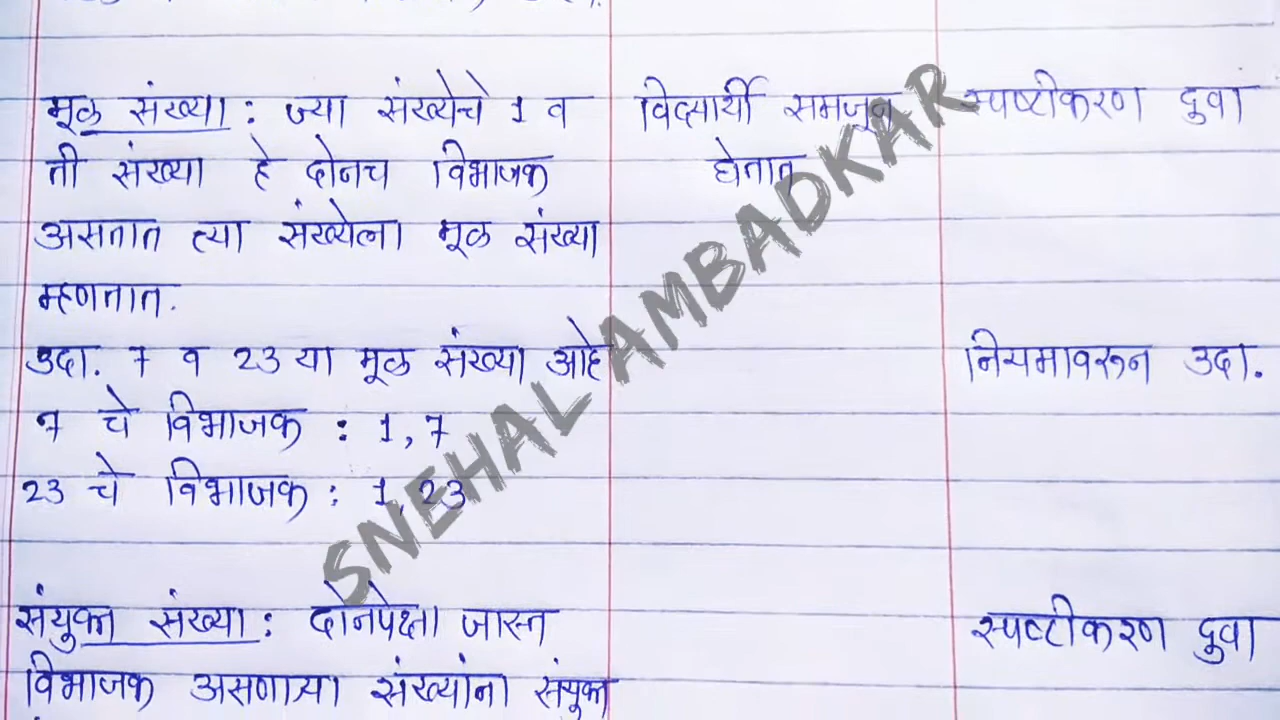 मूळ संख्या : ज्या संख्येचे 1 व
ती संख्या हे दोनच विभाजक
असतात त्या संख्येला मूळ संख्या
म्हणतात.
उदा. 7 व 23 या मूळ संख्या आहे
7 चे विभाजक : 1, 7
23 चे विभाजक : 1, 23
संयुक्त संख्या : दोनपेक्षा जास्त
विभाजक असणाऱ्या संख्यांना संयुक्त
विद्यार्थी समजून
घेतात
स्पष्टीकरण दुवा
नियमावरून उदा.
स्पष्टीकरण दुवा
SNEHAL AMBADKAR